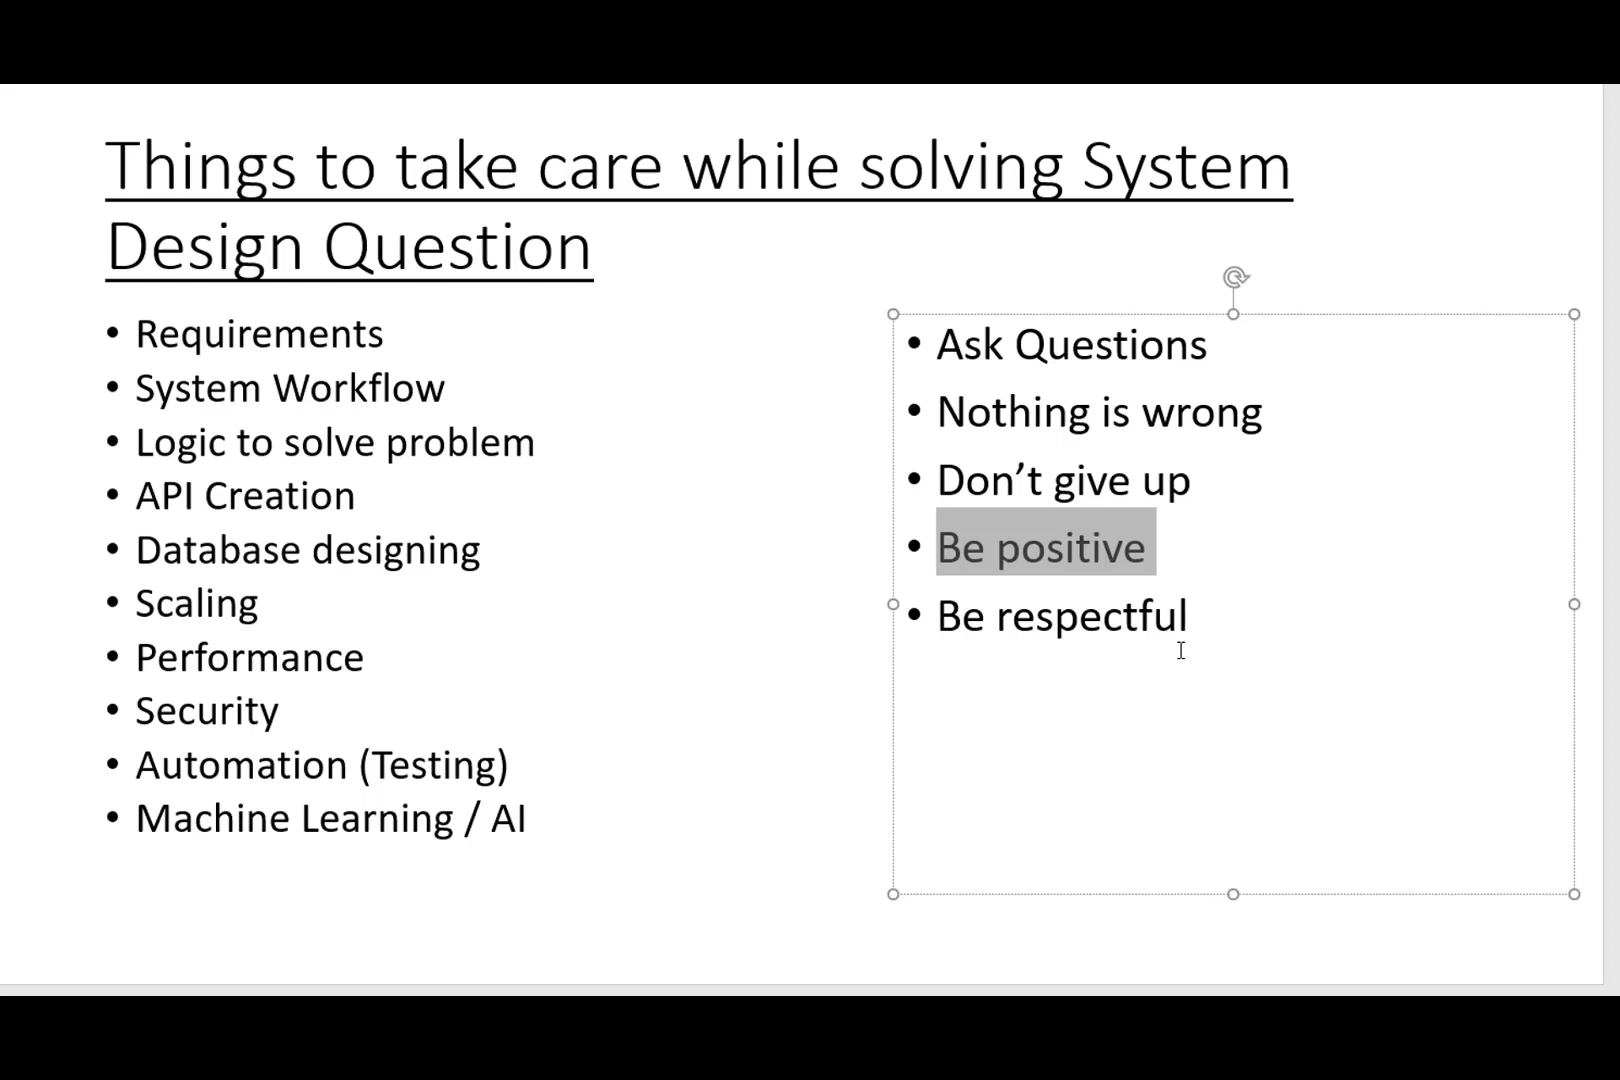 Things to take care while solving System
Design Question
• Requirements
• System Workflow
• Logic to solve problem
• API Creation
• Database designing
• Scaling
• Performance
• Security
• Automation (Testing)
• Machine Learning / AI
• Ask Questions
• Nothing is wrong
• Don’t give up
• Be positive
• Be respectful